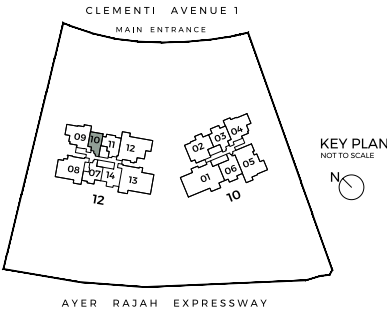 CLEMENTI AVENUE 1
MAIN ENTRANCE
09 10 11 12
08 07 14 13
12
02 03 04
01 06 05
10
KEY PLAN
NOT TO SCALE
N
AYER RAJAH EXPRESSWAY